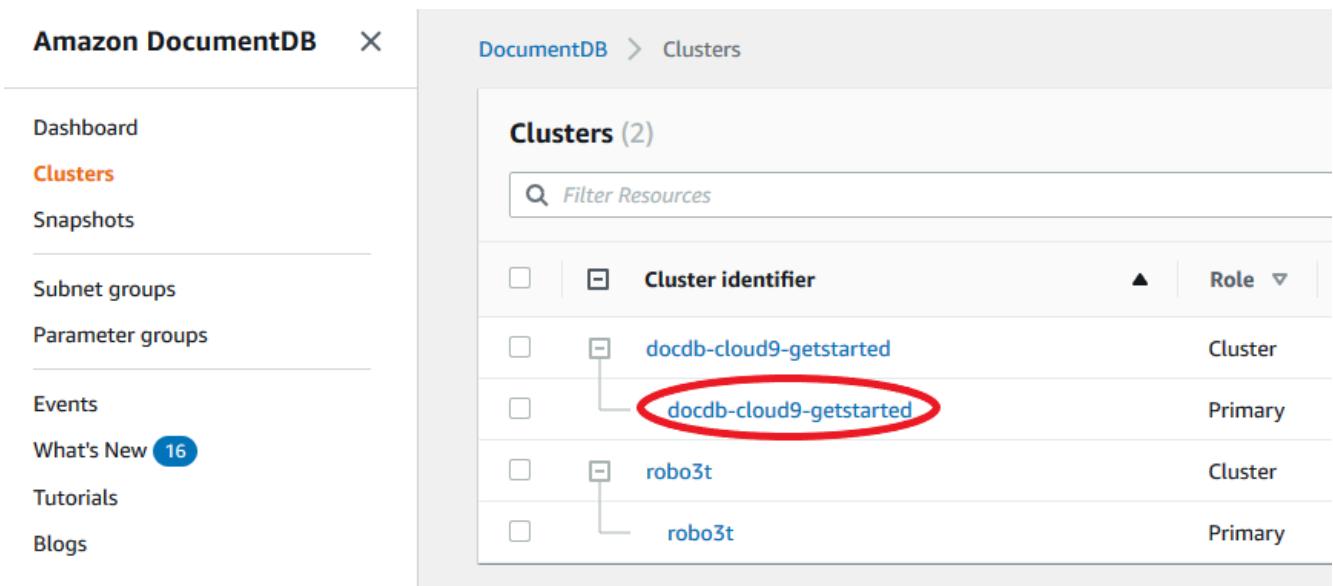 Amazon DocumentDB
Dashboard
Clusters
Snapshots
Subnet groups
Parameter groups
Events
What's New 16
Tutorials
Blogs
DocumentDB > Clusters
Clusters (2)
Filter Resources
Cluster identifier Role
docdb-cloud9-getstarted Cluster
docdb-cloud9-getstarted Primary
robo3t Cluster
robo3t Primary